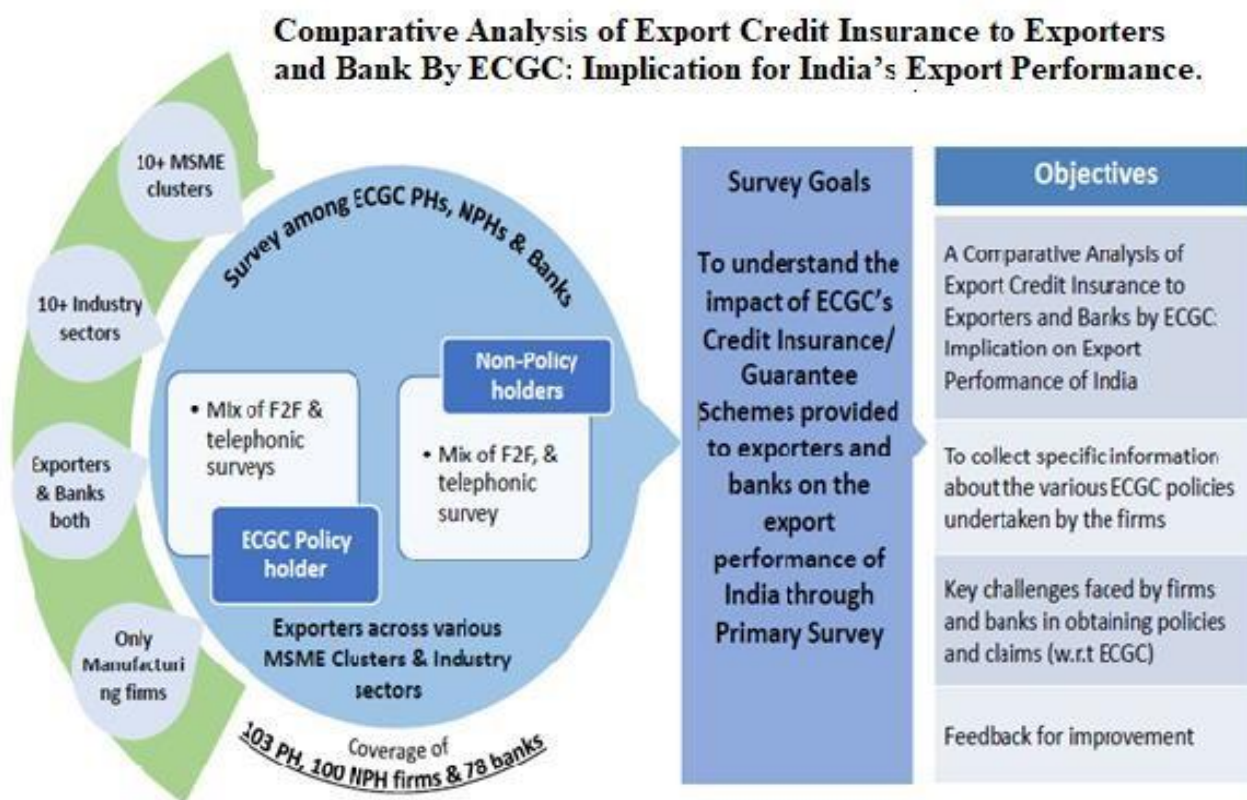 Comparative Analysis of Export Credit Insurance to Exporters
and Bank By ECGC: Implication for India's Export Performance.
10+ MSME
clusters
10+ Industry
sectors
Exporters
& Banks
both
Only
Manufacturi
ng firms
Survey among ECGC PHs, NPHs & Banks
• Mix of F2F &
telephonic
surveys
ECGC Policy
holder
Non-Policy
holders
• Mix of F2F, &
telephonic
survey
Exporters across various
MSME Clusters & Industry
sectors
Coverage of
103 PH, 100 NPH firms & 78 banks
Survey Goals
To understand the
impact of ECGC's
Credit Insurance/
Guarantee
Schemes provided
to exporters and
banks on the
export
performance of
India through
Primary Survey
Objectives
A Comparative Analysis of
Export Credit Insurance to
Exporters and Banks by ECGC:
Implication on Export
Performance of India
To collect specific information
about the various ECGC policies
undertaken by the firms
Key challenges faced by firms
and banks in obtaining policies
and claims (w.r.t ECGC)
Feedback for improvement